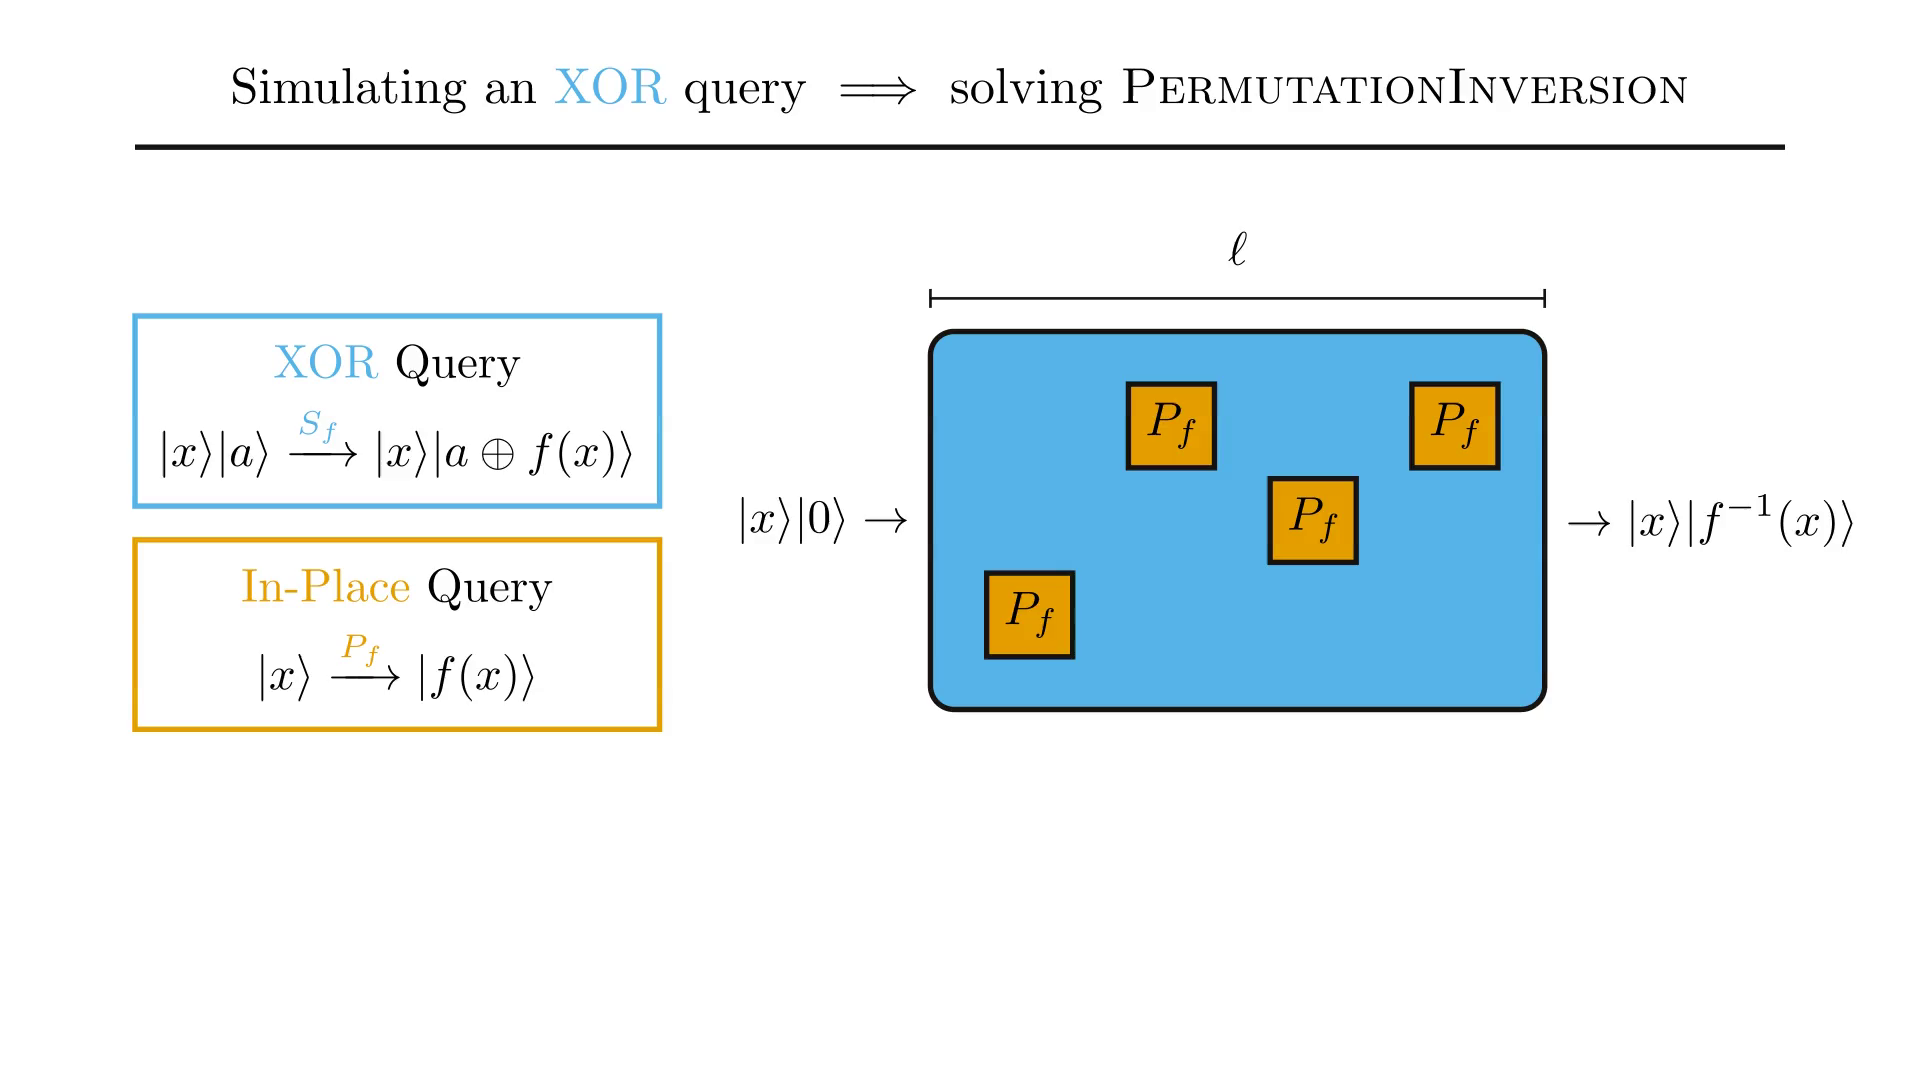 Simulating an XOR query ⟹ solving PERMUTATIONINVERSION
ℓ
XOR Query
|x⟩|a⟩ —S_f→ |x⟩|a ⊕ f(x)⟩
In-Place Query
|x⟩ —P_f→ |f(x)⟩
|x⟩|0⟩ →
P_f
P_f
P_f
P_f
→ |x⟩|f⁻¹(x)⟩